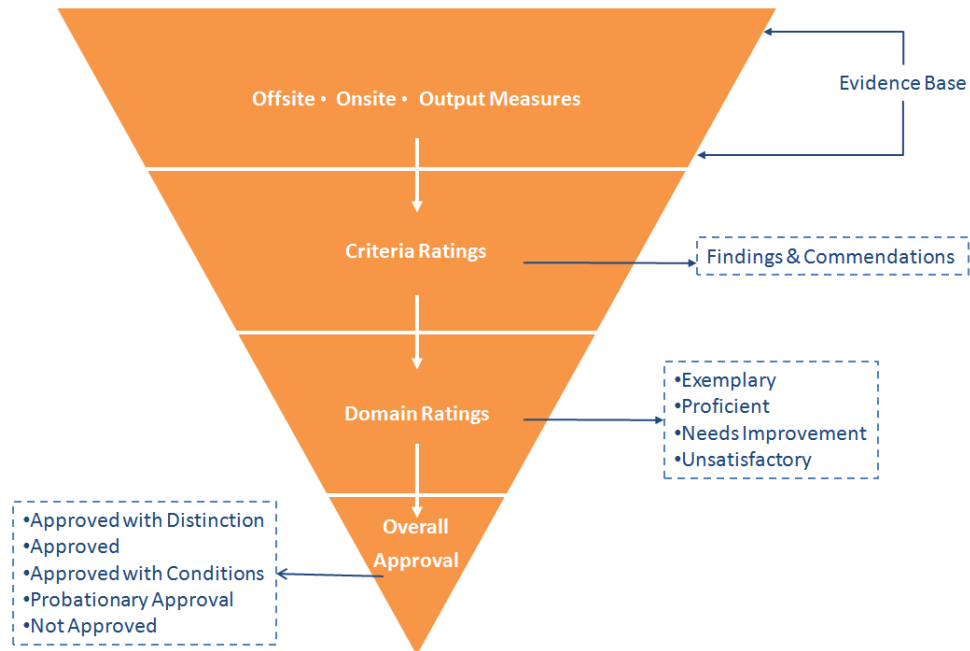 Offsite • Onsite • Output Measures
Evidence Base
Criteria Ratings
Findings & Commendations
Domain Ratings
•Exemplary
•Proficient
•Needs Improvement
•Unsatisfactory
Overall
Approval
•Approved with Distinction
•Approved
•Approved with Conditions
•Probationary Approval
•Not Approved